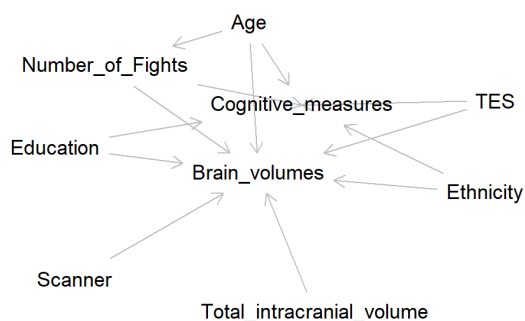 Age
Number_of_Fights
Cognitive_measures
TES
Education
Brain_volumes
Ethnicity
Scanner
Total_intracranial_volume